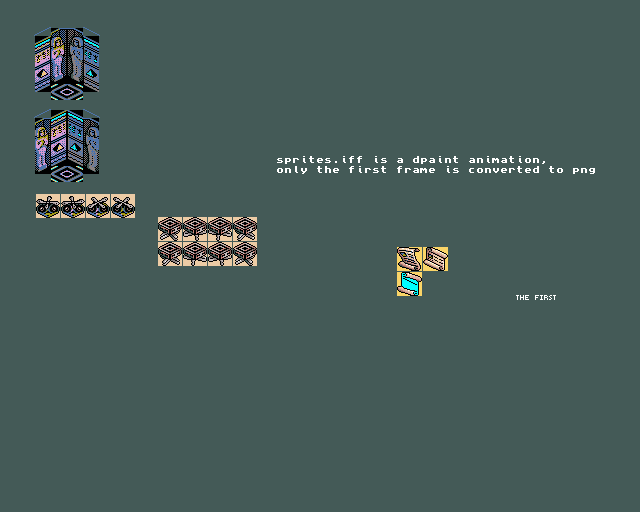 sprites.iff is a dpaint animation,
only the first frame is converted to png
THE FIRST